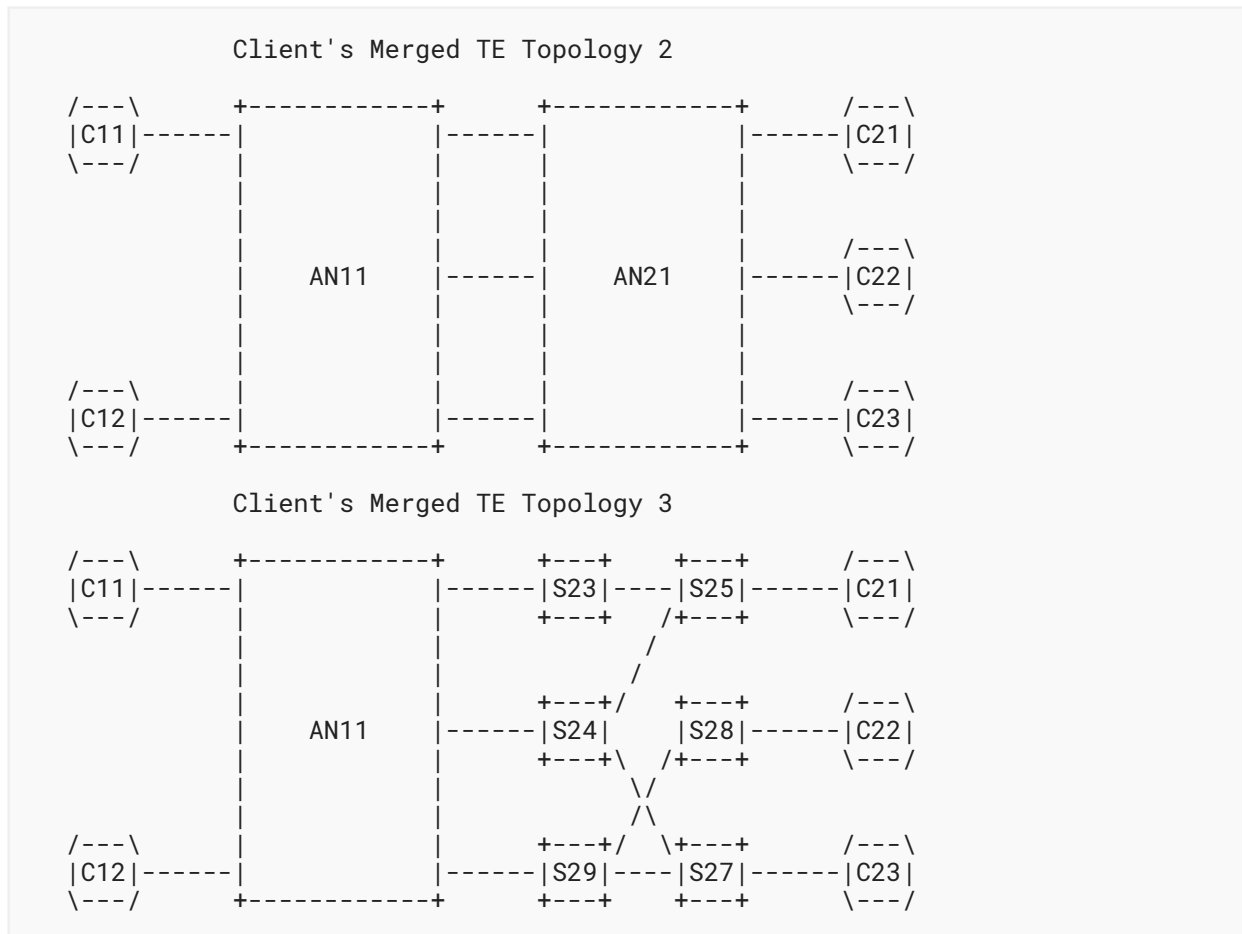 Client's Merged TE Topology 2
/---\       +------------+      +------------+      /---\
|C11|------|            |------|            |------|C21|
\---/      |            |      |            |      \---/
           |            |      |            |
           |            |      |            |
           |            |      |            |      /---\
           |    AN11    |------|    AN21    |------|C22|
           |            |      |            |      \---/
           |            |      |            |
           |            |      |            |
/---\      |            |      |            |      /---\
|C12|------|            |------|            |------|C23|
\---/      +------------+      +------------+      \---/
Client's Merged TE Topology 3
/---\      +------------+      +---+    +---+      /---\
|C11|------|            |------|S23|----|S25|------|C21|
\---/      |            |      +---+   /+---+      \---/
           |            |             /
           |            |            /
           |            |      +---+/   +---+      /---\
           |    AN11    |------|S24|    |S28|------|C22|
           |            |      +---+\  /+---+      \---/
           |            |            \/
           |            |            /\
/---\      |            |      +---+/  \+---+      /---\
|C12|------|            |------|S29|----|S27|------|C23|
\---/      +------------+      +---+    +---+      \---/